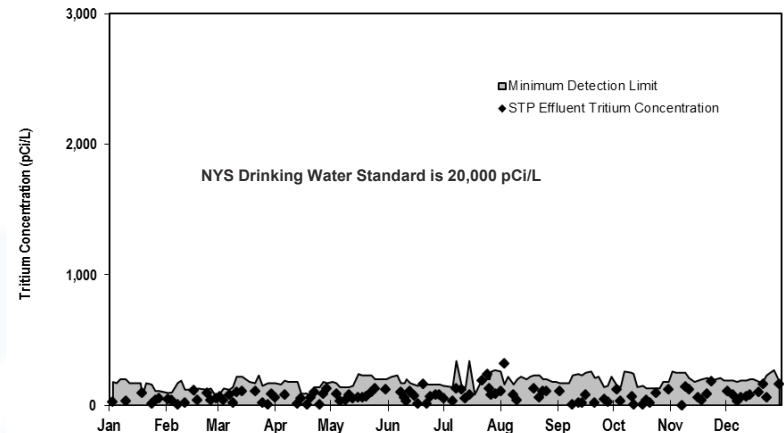 3,000
Minimum Detection Limit
STP Effluent Tritium Concentration
2,000
NYS Drinking Water Standard is 20,000 pCi/L
Tritium Concentration (pCi/L)
1,000
0
Jan Feb Mar Apr May Jun Jul Aug Sep Oct Nov Dec